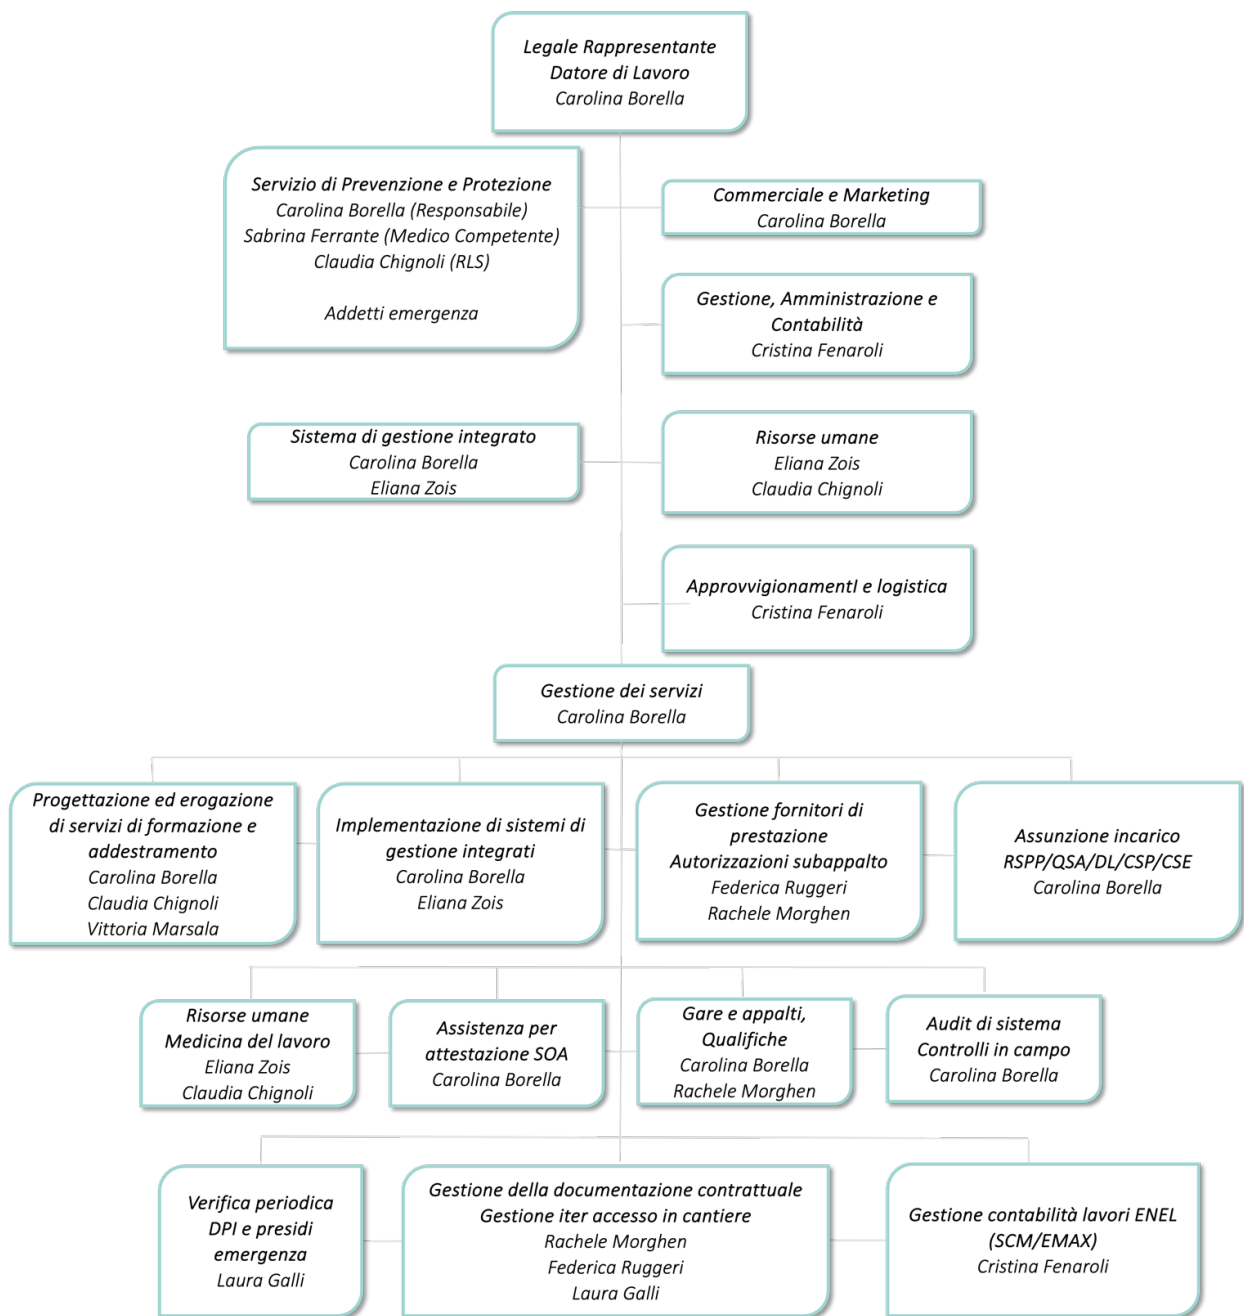 Legale Rappresentante
Datore di Lavoro
Carolina Borella
Servizio di Prevenzione e Protezione
Carolina Borella (Responsabile)
Sabrina Ferrante (Medico Competente)
Claudia Chignoli (RLS)
Addetti emergenza
Commerciale e Marketing
Carolina Borella
Gestione, Amministrazione e
Contabilità
Cristina Fenaroli
Sistema di gestione integrato
Carolina Borella
Eliana Zois
Risorse umane
Eliana Zois
Claudia Chignoli
ApprovvigionamentI e logistica
Cristina Fenaroli
Gestione dei servizi
Carolina Borella
Progettazione ed erogazione
di servizi di formazione e
addestramento
Carolina Borella
Claudia Chignoli
Vittoria Marsala
Implementazione di sistemi di
gestione integrati
Carolina Borella
Eliana Zois
Gestione fornitori di
prestazione
Autorizzazioni subappalto
Federica Ruggeri
Rachele Morghen
Assunzione incarico
RSPP/QSA/DL/CSP/CSE
Carolina Borella
Risorse umane
Medicina del lavoro
Eliana Zois
Claudia Chignoli
Assistenza per
attestazione SOA
Carolina Borella
Gare e appalti,
Qualifiche
Carolina Borella
Rachele Morghen
Audit di sistema
Controlli in campo
Carolina Borella
Verifica periodica
DPI e presidi
emergenza
Laura Galli
Gestione della documentazione contrattuale
Gestione iter accesso in cantiere
Rachele Morghen
Federica Ruggeri
Laura Galli
Gestione contabilità lavori ENEL
(SCM/EMAX)
Cristina Fenaroli